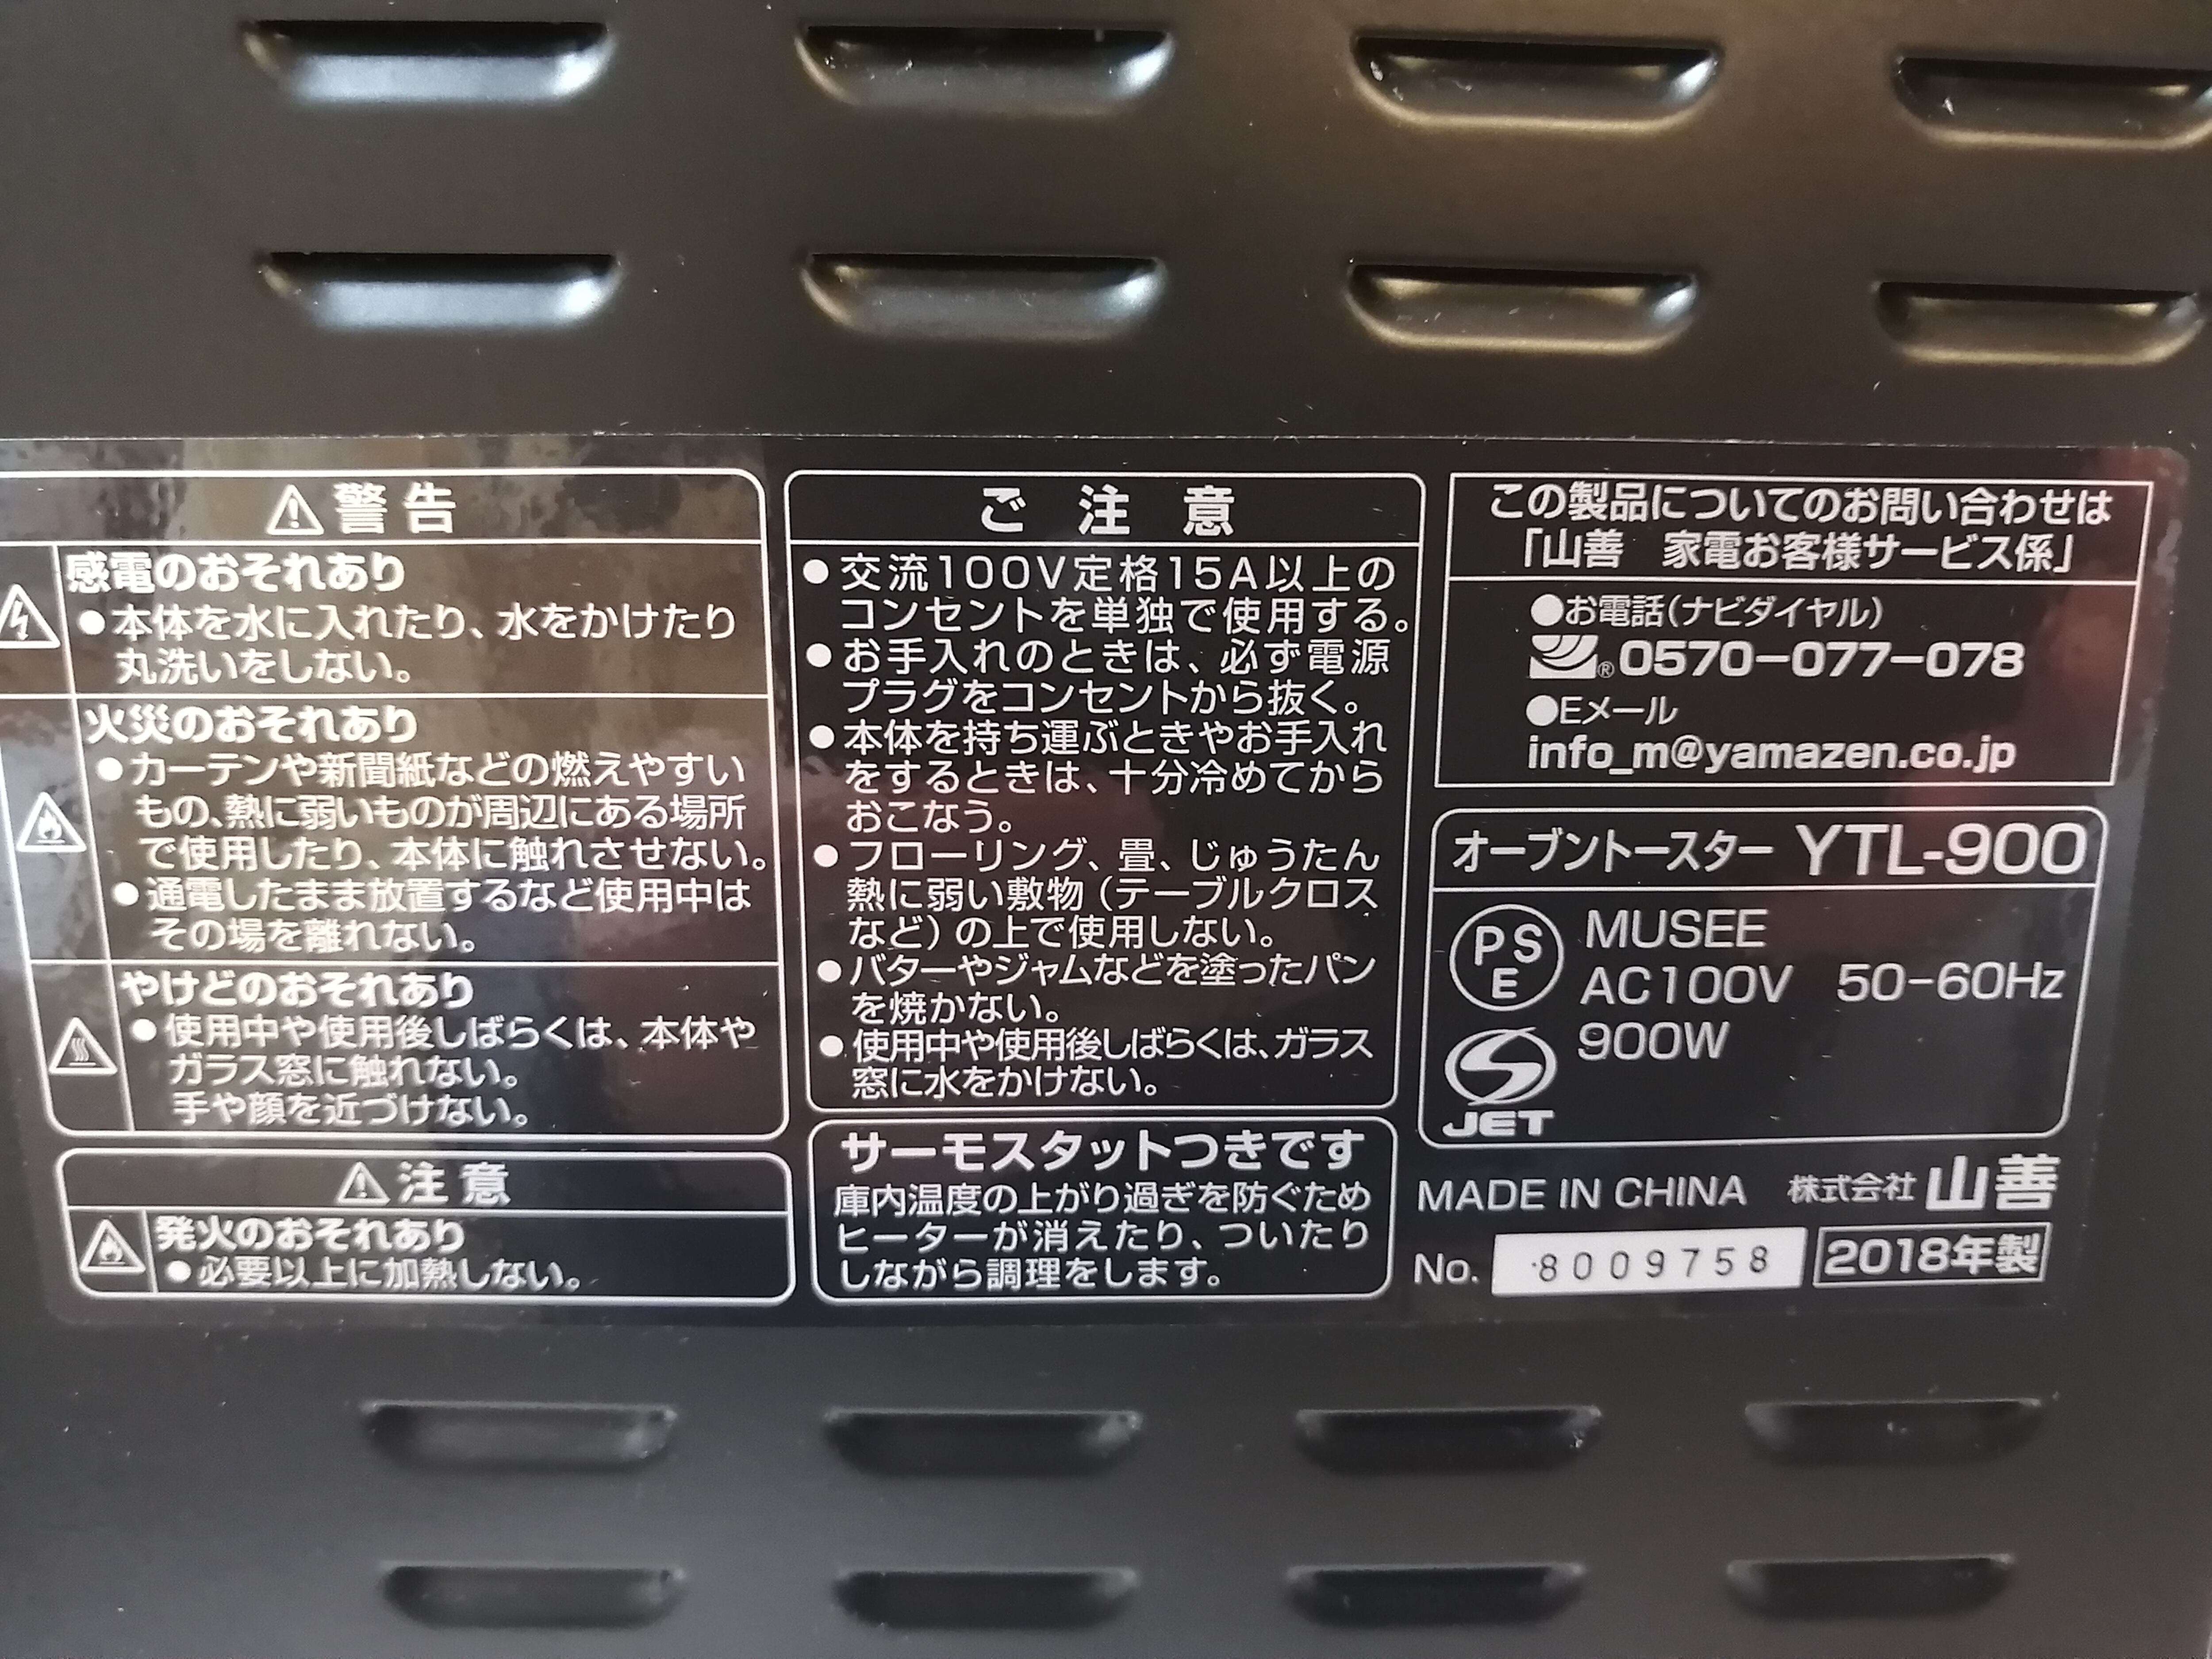 警告
感電のおそれあり
●本体を水に入れたり、水をかけたり
丸洗いをしない。
火災のおそれあり
●カーテンや新聞紙などの燃えやすい
もの、熱に弱いものが周辺にある場所
で使用したり、本体に触れさせない。
●通電したまま放置するなど使用中は
その場を離れない。
やけどのおそれあり
●使用中や使用後しばらくは、本体や
ガラス窓に触れない。
手や顔を近づけない。
注意
発火のおそれあり
●必要以上に加熱しない。
ご注意
●交流100V定格15A以上の
コンセントを単独で使用する。
●お手入れのときは、必ず電源
プラグをコンセントから抜く。
●本体を持ち運ぶときやお手入れ
をするときは、十分冷めてから
おこなう。
●フローリング、畳、じゅうたん
熱に弱い敷物（テーブルクロス
など）の上で使用しない。
●バターやジャムなどを塗ったパン
を焼かない。
●使用中や使用後しばらくは、ガラス
窓に水をかけない。
サーモスタットつきです
庫内温度の上がり過ぎを防ぐため
ヒーターが消えたり、ついたり
しながら調理をします。
この製品についてのお問い合わせは
「山善　家電お客様サービス係」
●お電話（ナビダイヤル）
®0570-077-078
●Eメール
info_m@yamazen.co.jp
オーブントースター YTL-900
PSE
MUSEE
AC100V 50-60Hz
900W
JET
MADE IN CHINA 株式会社 山善
No. 8009758 2018年製